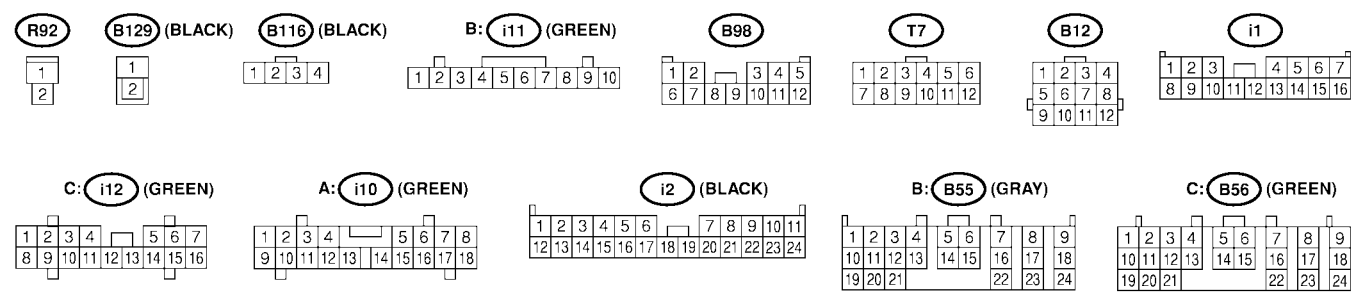 R92 B129 (BLACK) B116 (BLACK) B: i11 (GREEN) B98 T7 B12 i1
1
2
1
2
1 2 3 4
1 2 3 4 5 6 7 8 9 10
1 2 3 4 5
6 7 8 9 10 11 12
1 2 3 4 5 6
7 8 9 10 11 12
1 2 3 4
5 6 7 8
9 10 11 12
1 2 3 4 5 6 7
8 9 10 11 12 13 14 15 16
C: i12 (GREEN) A: i10 (GREEN) i2 (BLACK) B: B55 (GRAY) C: B56 (GREEN)
1 2 3 4 5 6 7
8 9 10 11 12 13 14 15 16
1 2 3 4 5 6 7 8
9 10 11 12 13 14 15 16 17 18
1 2 3 4 5 6 7 8 9 10 11
12 13 14 15 16 17 18 19 20 21 22 23 24
1 2 3 4 5 6 7 8 9
10 11 12 13 14 15 16 17 18
19 20 21 22 23 24
1 2 3 4 5 6 7 8 9
10 11 12 13 14 15 16 17 18
19 20 21 22 23 24